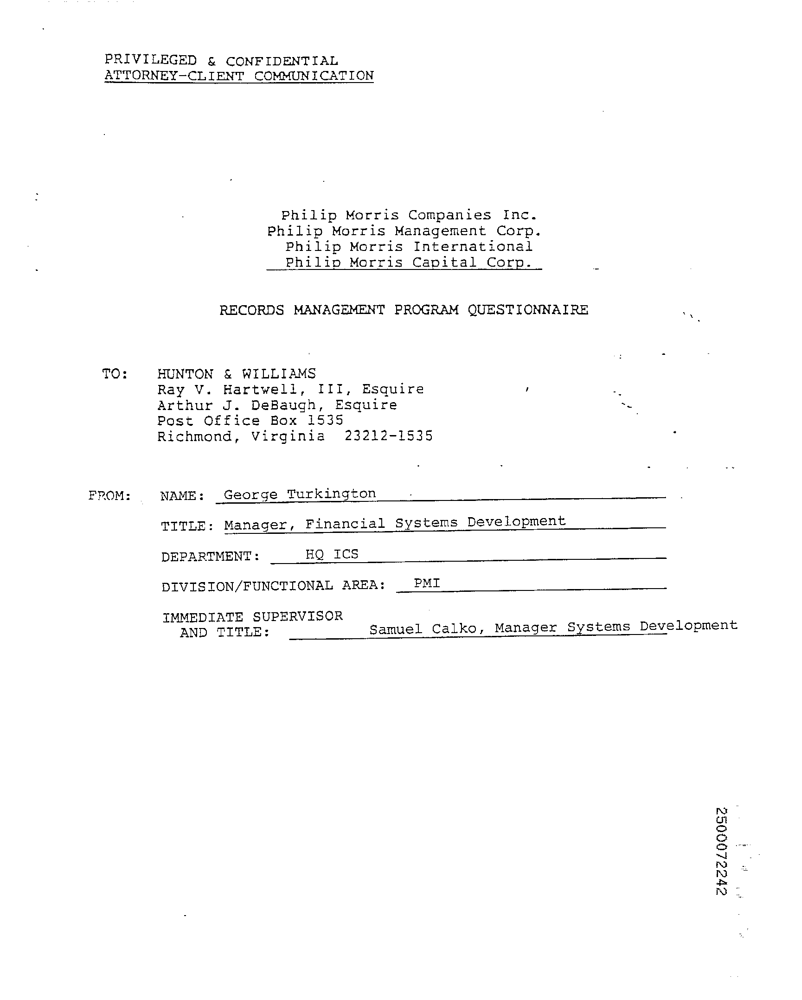 PRIVILEGED & CONFIDENTIAL
ATTORNEY-CLIENT COMMUNICATION
Philip Morris Companies Inc.
Philip Morris Management Corp.
Philip Morris International
Philip Morris Capital Corp.
RECORDS MANAGEMENT PROGRAM QUESTIONNAIRE
TO: HUNTON & WILLIAMS
Ray V. Hartwell, III, Esquire
Arthur J. DeBaugh, Esquire
Post Office Box 1535
Richmond, Virginia 23212-1535
FROM: NAME: George Turkington
TITLE: Manager, Financial Systems Development
DEPARTMENT: HQ ICS
DIVISION/FUNCTIONAL AREA: PMI
IMMEDIATE SUPERVISOR
AND TITLE: Samuel Calko, Manager Systems Development
2500072242